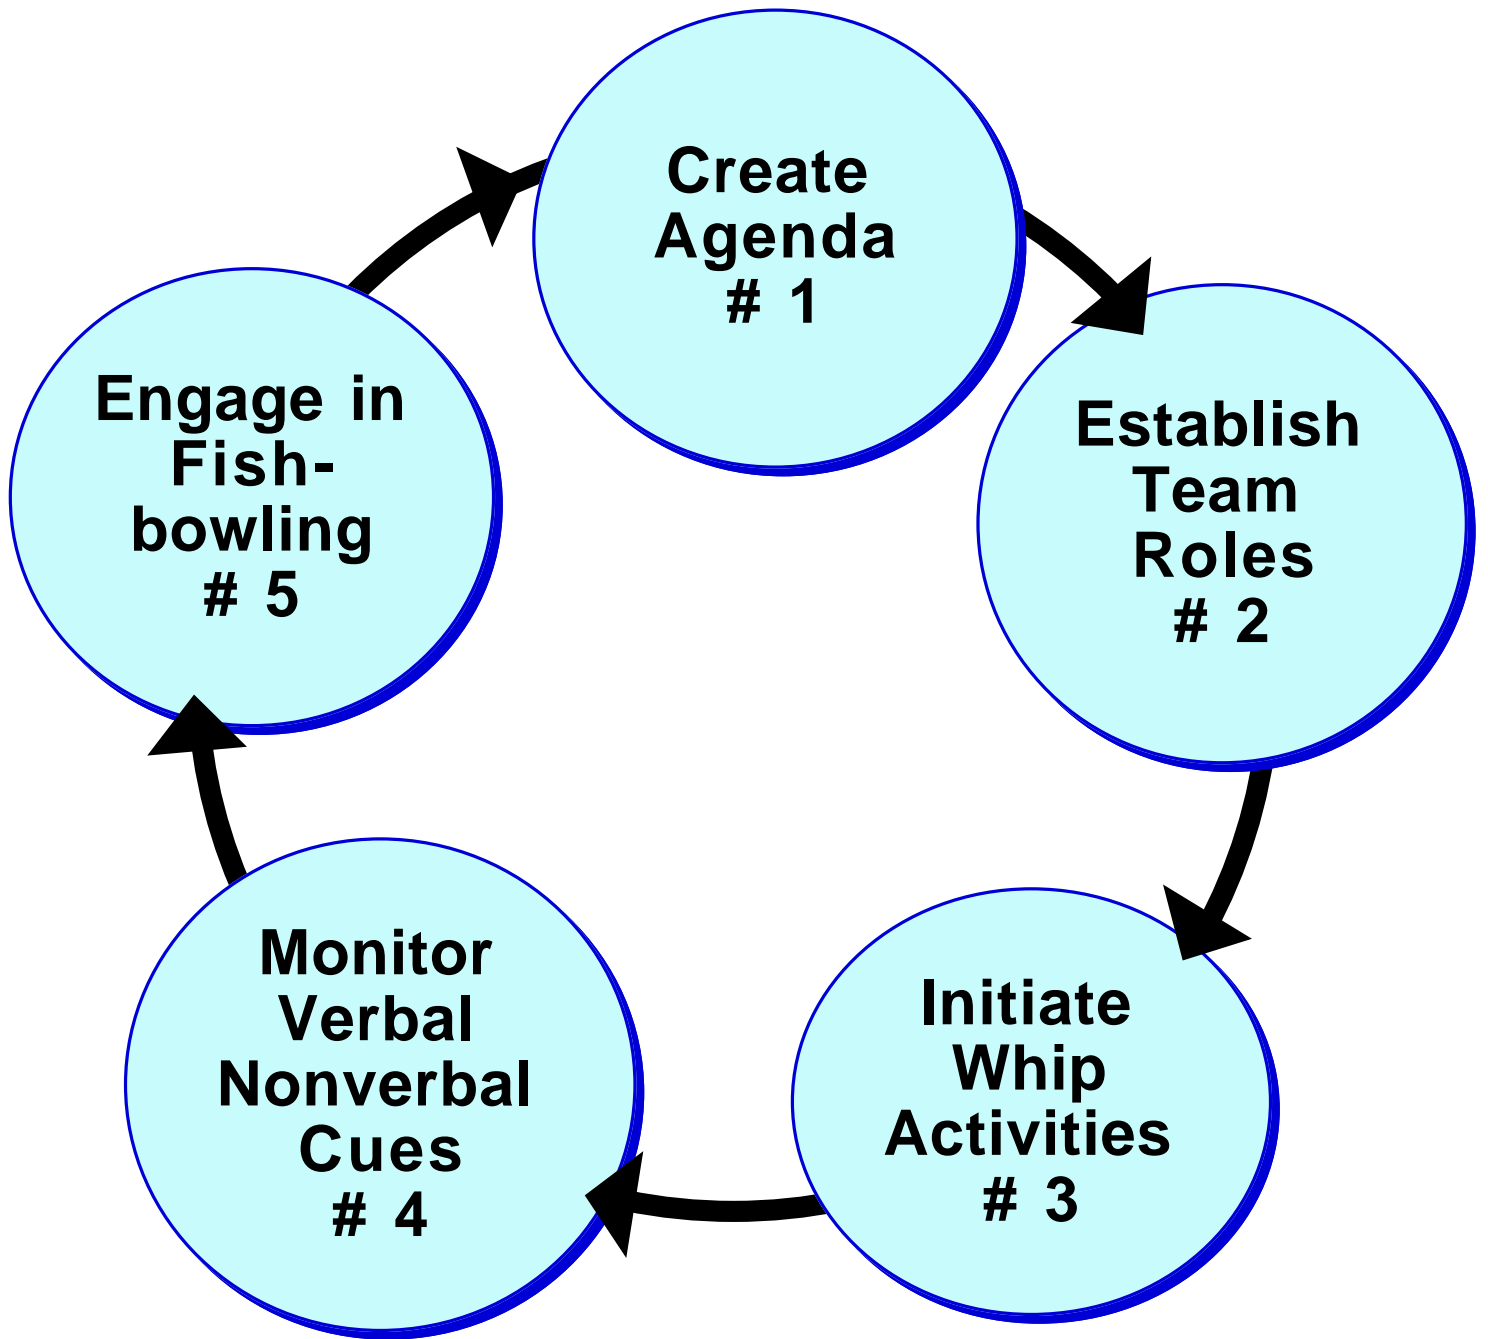 Create
Agenda
# 1
Establish
Team
Roles
# 2
Initiate
Whip
Activities
# 3
Monitor
Verbal
Nonverbal
Cues
# 4
Engage in
Fish-
bowling
# 5